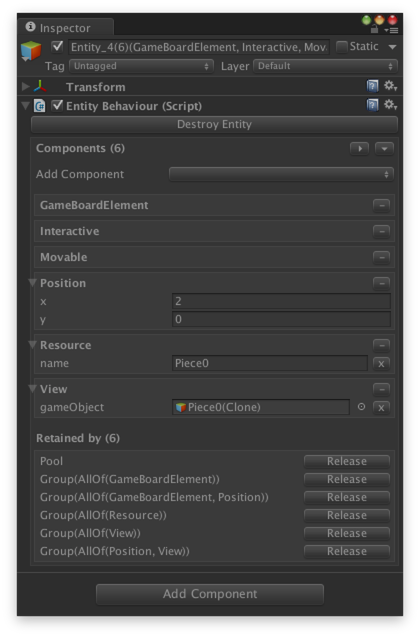 Inspector
Entity_4(6)(GameBoardElement, Interactive, Mov
Static
Tag Untagged Layer Default
Transform
Entity Behaviour (Script)
Destroy Entity
Components (6)
Add Component
GameBoardElement
Interactive
Movable
Position
x 2
y 0
Resource
name Piece0 x
View
gameObject Piece0(Clone) x
Retained by (6)
Pool Release
Group(AllOf(GameBoardElement)) Release
Group(AllOf(GameBoardElement, Position)) Release
Group(AllOf(Resource)) Release
Group(AllOf(View)) Release
Group(AllOf(Position, View)) Release
Add Component